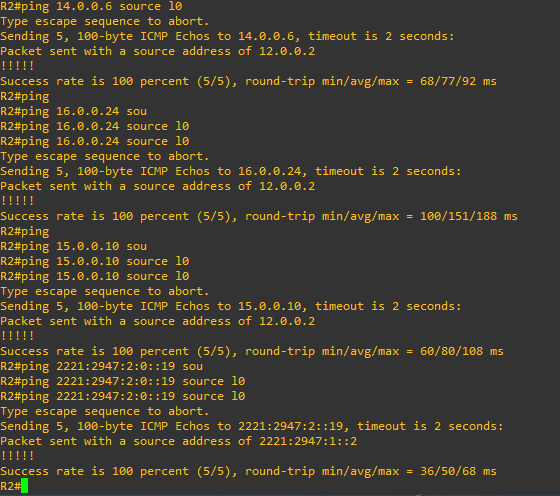 R2#ping 14.0.0.6 source l0
Type escape sequence to abort.
Sending 5, 100-byte ICMP Echos to 14.0.0.6, timeout is 2 seconds:
Packet sent with a source address of 12.0.0.2
!!!!!
Success rate is 100 percent (5/5), round-trip min/avg/max = 68/77/92 ms
R2#ping
R2#ping 16.0.0.24 sou
R2#ping 16.0.0.24 source l0
R2#ping 16.0.0.24 source l0
Type escape sequence to abort.
Sending 5, 100-byte ICMP Echos to 16.0.0.24, timeout is 2 seconds:
Packet sent with a source address of 12.0.0.2
!!!!!
Success rate is 100 percent (5/5), round-trip min/avg/max = 100/151/188 ms
R2#ping
R2#ping 15.0.0.10 sou
R2#ping 15.0.0.10 source l0
R2#ping 15.0.0.10 source l0
Type escape sequence to abort.
Sending 5, 100-byte ICMP Echos to 15.0.0.10, timeout is 2 seconds:
Packet sent with a source address of 12.0.0.2
!!!!!
Success rate is 100 percent (5/5), round-trip min/avg/max = 60/80/108 ms
R2#ping 2221:2947:2:0::19 sou
R2#ping 2221:2947:2:0::19 source l0
R2#ping 2221:2947:2:0::19 source l0
Type escape sequence to abort.
Sending 5, 100-byte ICMP Echos to 2221:2947:2::19, timeout is 2 seconds:
Packet sent with a source address of 2221:2947:1::2
!!!!!
Success rate is 100 percent (5/5), round-trip min/avg/max = 36/50/68 ms
R2#